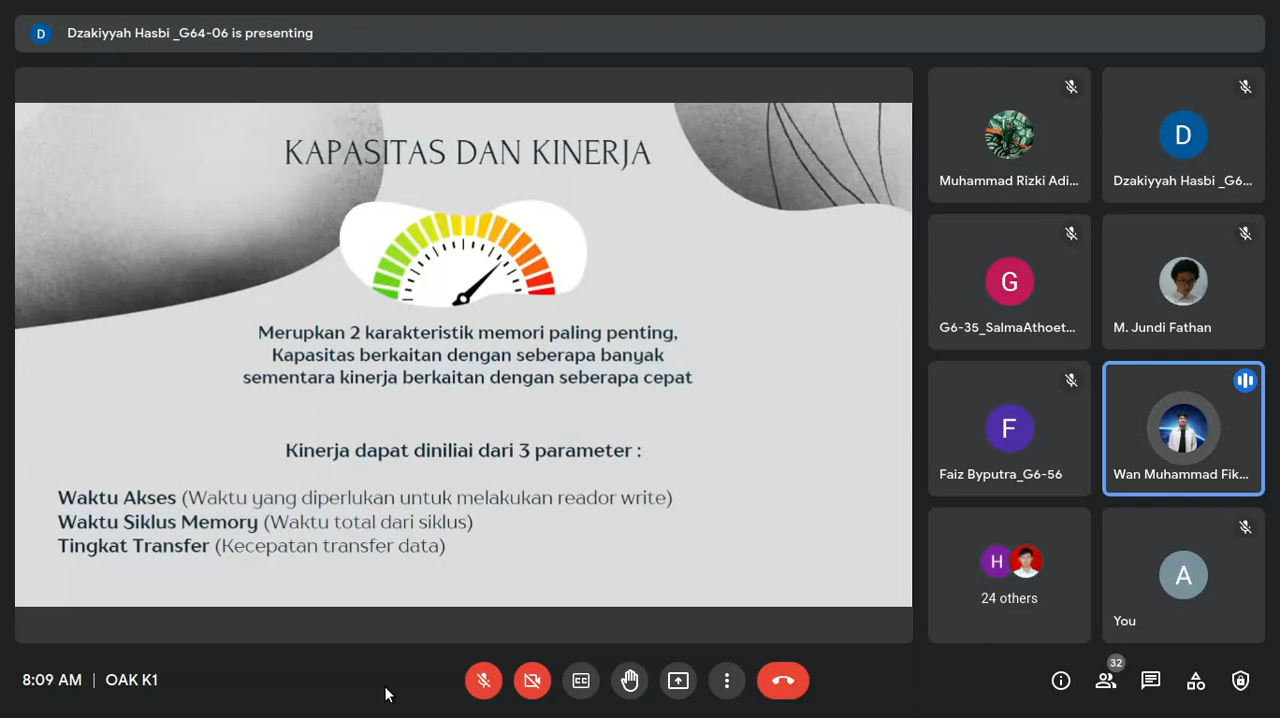 D
Dzakiyyah Hasbi _G64-06 is presenting
KAPASITAS DAN KINERJA
Merupkan 2 karakteristik memori paling penting,
Kapasitas berkaitan dengan seberapa banyak
sementara kinerja berkaitan dengan seberapa cepat
Kinerja dapat diniliai dari 3 parameter :
Waktu Akses (Waktu yang diperlukan untuk melakukan reador write)
Waktu Siklus Memory (Waktu total dari siklus)
Tingkat Transfer (Kecepatan transfer data)
Muhammad Rizki Adi...
D
Dzakiyyah Hasbi _G6...
G
G6-35_SalmaAthoet...
M. Jundi Fathan
F
Faiz Byputra_G6-56
Wan Muhammad Fik...
H
24 others
A
You
8:09 AM | OAK K1
CC
32